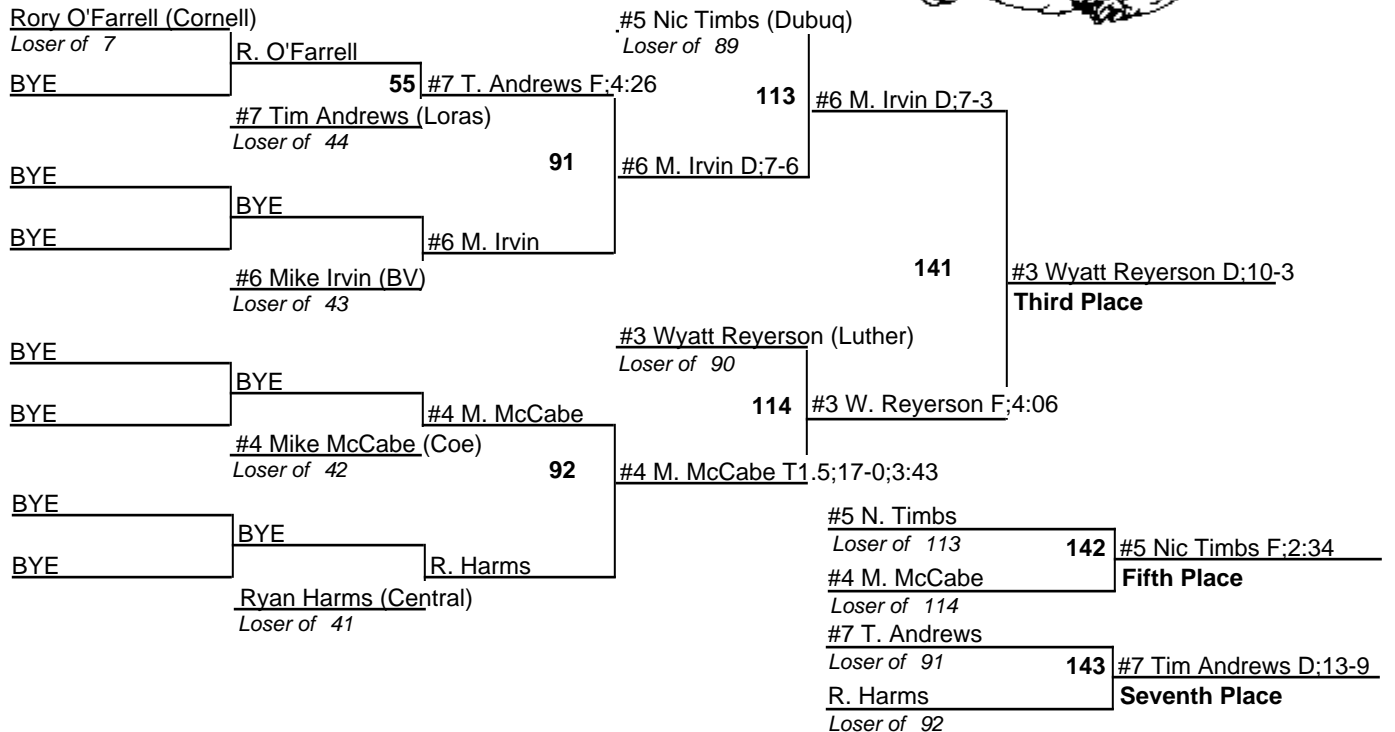 Rory O'Farrell (Cornell)
Loser of 7
BYE
R. O'Farrell
55
#7 Tim Andrews (Loras)
Loser of 44
#7 T. Andrews F;4:26
BYE
BYE
BYE
#6 Mike Irvin (BV)
Loser of 43
#6 M. Irvin
91
#6 M. Irvin D;7-6
#5 Nic Timbs (Dubuq)
Loser of 89
113
#6 M. Irvin D;7-3
BYE
BYE
BYE
#4 Mike McCabe (Coe)
Loser of 42
#4 M. McCabe
BYE
BYE
BYE
Ryan Harms (Central)
Loser of 41
R. Harms
92
#4 M. McCabe T1.5;17-0;3:43
#3 Wyatt Reyerson (Luther)
Loser of 90
114
#3 W. Reyerson F;4:06
141
#3 Wyatt Reyerson D;10-3
Third Place
#5 N. Timbs
Loser of 113
#4 M. McCabe
Loser of 114
142
#5 Nic Timbs F;2:34
Fifth Place
#7 T. Andrews
Loser of 91
R. Harms
Loser of 92
143
#7 Tim Andrews D;13-9
Seventh Place